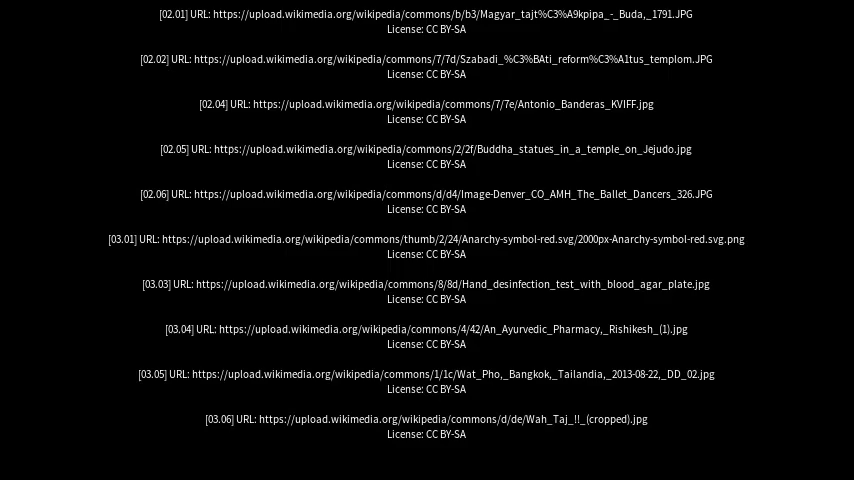 [02.01] URL: https://upload.wikimedia.org/wikipedia/commons/b/b3/Magyar_tajt%C3%A9kpipa_-_Buda,_1791.JPG
License: CC BY-SA
[02.02] URL: https://upload.wikimedia.org/wikipedia/commons/7/7d/Szabadi_%C3%BAti_reform%C3%A1tus_templom.JPG
License: CC BY-SA
[02.04] URL: https://upload.wikimedia.org/wikipedia/commons/7/7e/Antonio_Banderas_KVIFF.jpg
License: CC BY-SA
[02.05] URL: https://upload.wikimedia.org/wikipedia/commons/2/2f/Buddha_statues_in_a_temple_on_Jejudo.jpg
License: CC BY-SA
[02.06] URL: https://upload.wikimedia.org/wikipedia/commons/d/d4/Image-Denver_CO_AMH_The_Ballet_Dancers_326.JPG
License: CC BY-SA
[03.01] URL: https://upload.wikimedia.org/wikipedia/commons/thumb/2/24/Anarchy-symbol-red.svg/2000px-Anarchy-symbol-red.svg.png
License: CC BY-SA
[03.03] URL: https://upload.wikimedia.org/wikipedia/commons/8/8d/Hand_desinfection_test_with_blood_agar_plate.jpg
License: CC BY-SA
[03.04] URL: https://upload.wikimedia.org/wikipedia/commons/4/42/An_Ayurvedic_Pharmacy,_Rishikesh_(1).jpg
License: CC BY-SA
[03.05] URL: https://upload.wikimedia.org/wikipedia/commons/1/1c/Wat_Pho,_Bangkok,_Tailandia,_2013-08-22,_DD_02.jpg
License: CC BY-SA
[03.06] URL: https://upload.wikimedia.org/wikipedia/commons/d/de/Wah_Taj_!!_(cropped).jpg
License: CC BY-SA